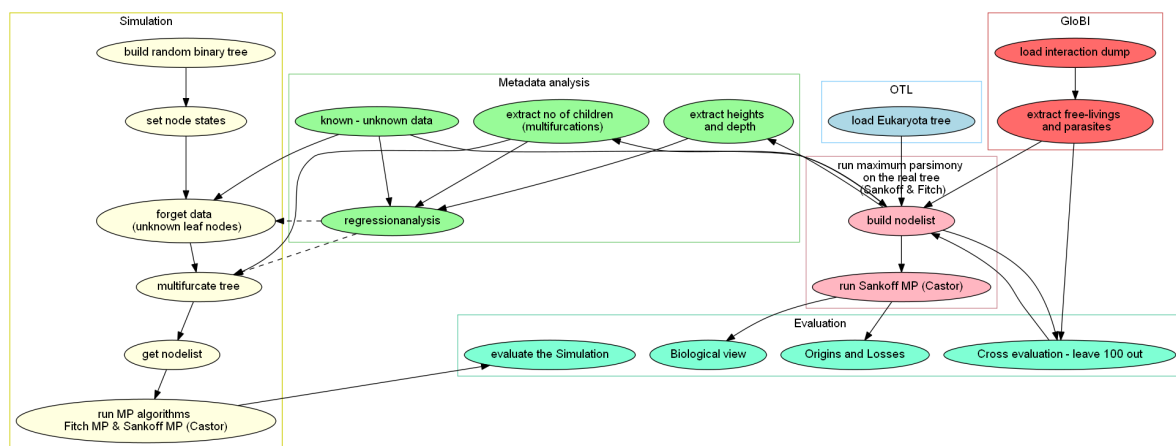 Simulation
build random binary tree
set node states
forget data
(unknown leaf nodes)
multifurcate tree
get nodelist
run MP algorithms
Fitch MP & Sankoff MP (Castor)
Metadata analysis
known - unknown data
extract no of children
(multifurcations)
extract heights
and depth
regressionanalysis
OTL
load Eukaryota tree
GloBI
load interaction dump
extract free-livings
and parasites
run maximum parsimony
on the real tree
(Sankoff & Fitch)
build nodelist
run Sankoff MP (Castor)
Evaluation
evaluate the Simulation
Biological view
Origins and Losses
Cross evaluation - leave 100 out